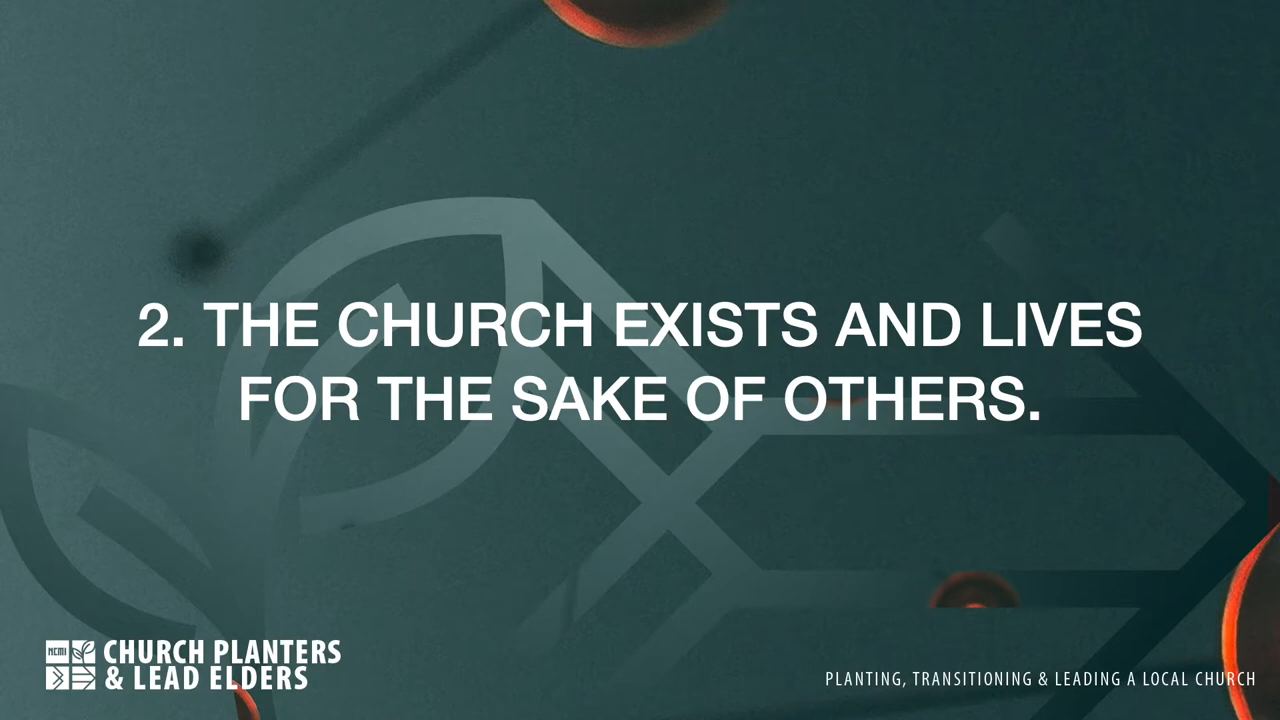 2. THE CHURCH EXISTS AND LIVES
FOR THE SAKE OF OTHERS.
NCMI
CHURCH PLANTERS
& LEAD ELDERS
PLANTING, TRANSITIONING & LEADING A LOCAL CHURCH